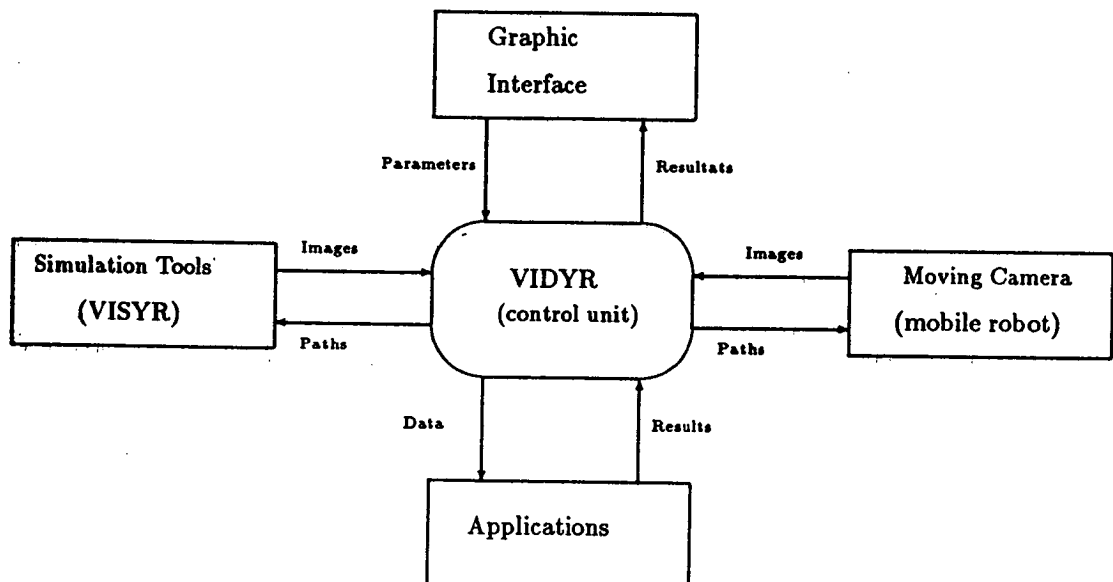 Graphic
Interface
Parameters
Resultats
Simulation Tools
(VISYR)
Images
Paths
VIDYR
(control unit)
Images
Paths
Moving Camera
(mobile robot)
Data
Results
Applications